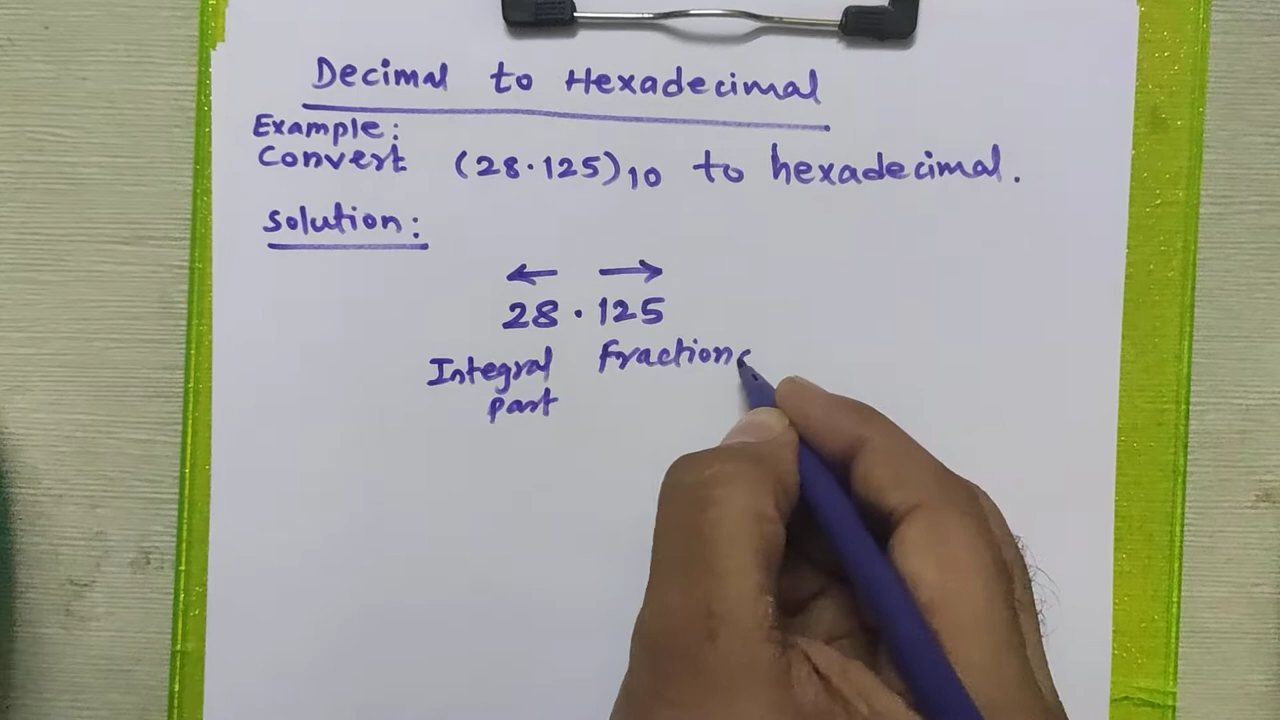 Decimal to Hexadecimal
Example:
Convert (28.125)10 to hexadecimal.
Solution:
← →
28.125
Integral Fraction
part